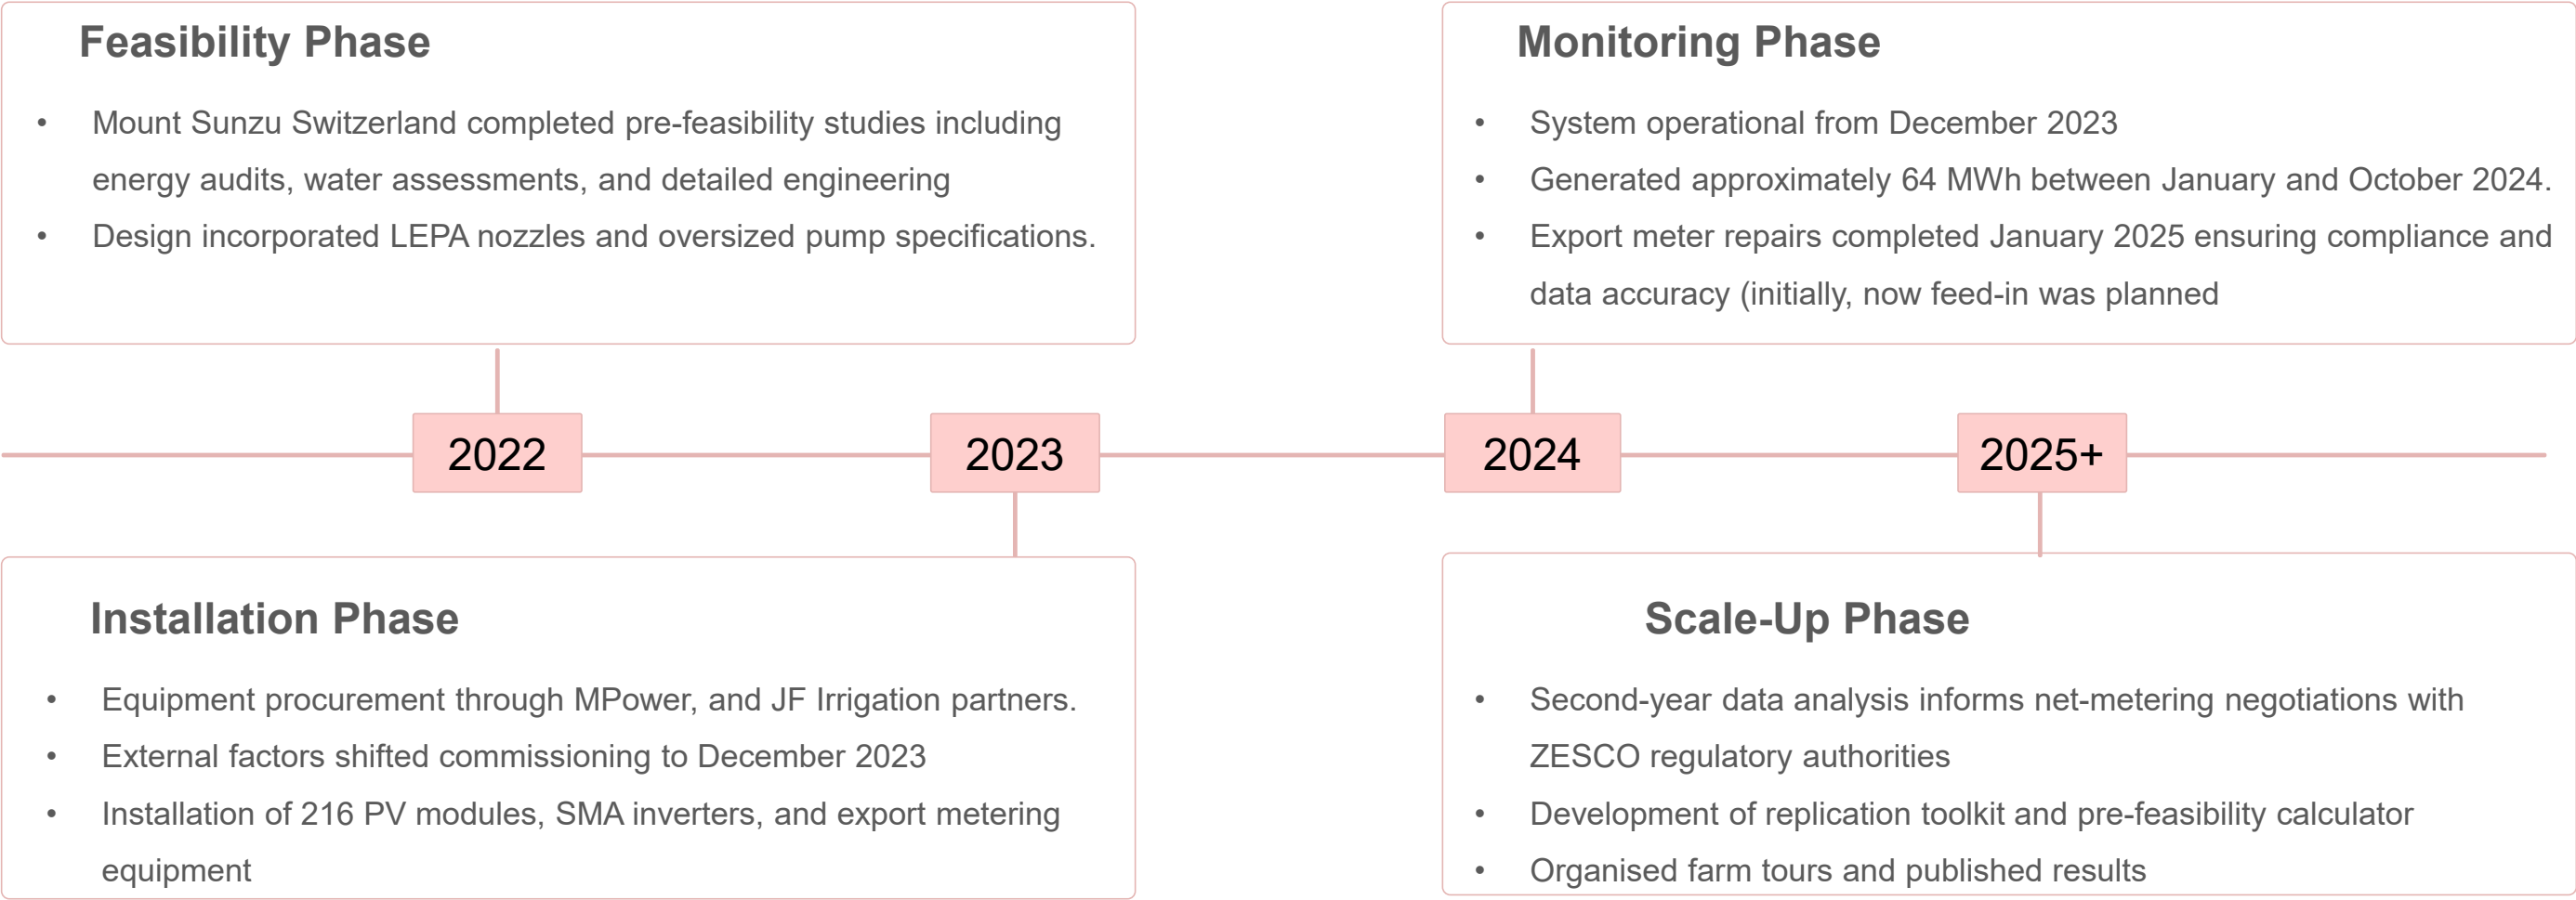 Feasibility Phase
• Mount Sunzu Switzerland completed pre-feasibility studies including
energy audits, water assessments, and detailed engineering
• Design incorporated LEPA nozzles and oversized pump specifications.
Monitoring Phase
• System operational from December 2023
• Generated approximately 64 MWh between January and October 2024.
• Export meter repairs completed January 2025 ensuring compliance and
data accuracy (initially, now feed-in was planned
2022
2023
2024
2025+
Installation Phase
• Equipment procurement through MPower, and JF Irrigation partners.
• External factors shifted commissioning to December 2023
• Installation of 216 PV modules, SMA inverters, and export metering
equipment
Scale-Up Phase
• Second-year data analysis informs net-metering negotiations with
ZESCO regulatory authorities
• Development of replication toolkit and pre-feasibility calculator
• Organised farm tours and published results